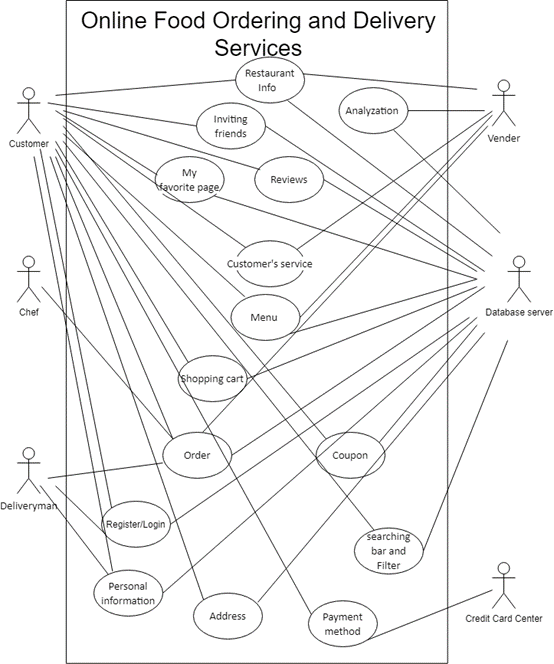 Online Food Ordering and Delivery
Services
Restaurant
Info
Analyzation
Inviting
friends
Customer
Vender
My
favorite page
Reviews
Customer's service
Menu
Chef
Database server
Shopping cart
Order
Coupon
Deliveryman
Register/Login
searching
bar and
Filter
Personal
information
Address
Payment
method
Credit Card Center